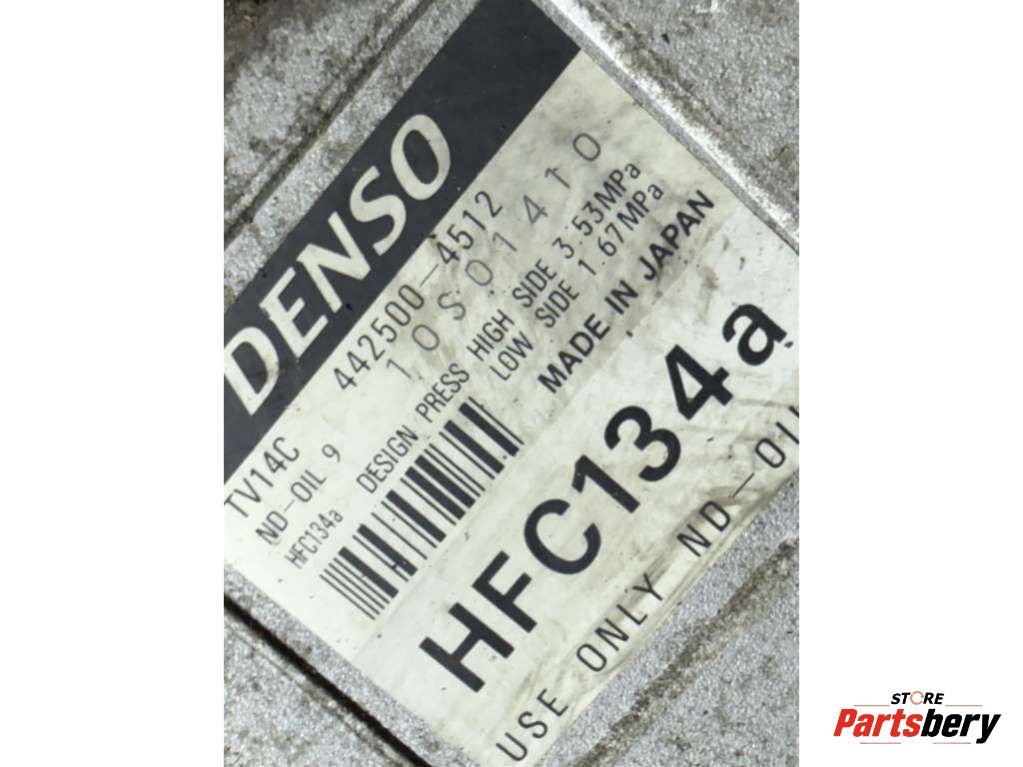 DENSO
TV14C 442500-4512
ND-OIL 9 10S01410
HFC134a DESIGN PRESS HIGH SIDE 3.53MPa
LOW SIDE 1.67MPa
MADE IN JAPAN
HFC134a
USE ONLY ND-OIL
STORE
Partsbery